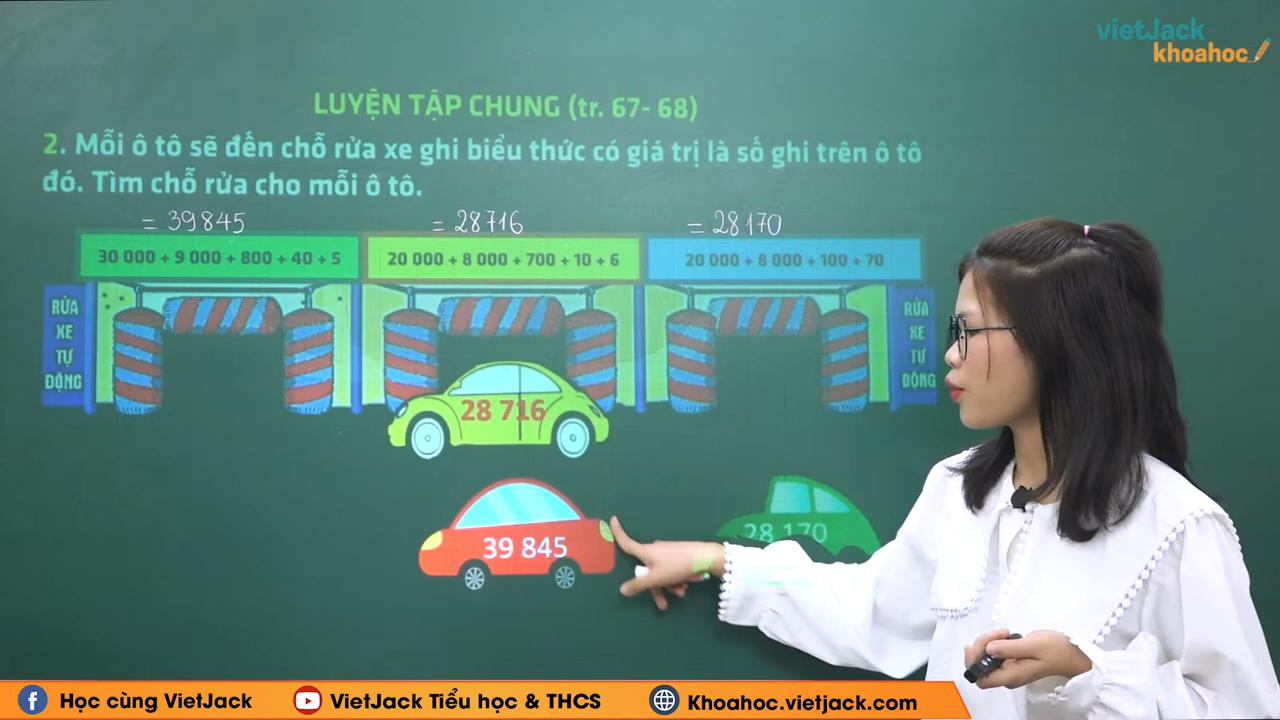 vietJack
khoahoc
LUYỆN TẬP CHUNG (tr. 67- 68)
2. Mỗi ô tô sẽ đến chỗ rửa xe ghi biểu thức có giá trị là số ghi trên ô tô
đó. Tìm chỗ rửa cho mỗi ô tô.
= 39845 = 28716 = 28170
30 000 + 9 000 + 800 + 40 + 5 20 000 + 8 000 + 700 + 10 + 6 20 000 + 8 000 + 100 + 70
RỬA
XE
TỰ
ĐỘNG
RỬA
XE
TỰ
ĐỘNG
28 716
39 845
28 170
Học cùng VietJack VietJack Tiểu học & THCS Khoahoc.vietjack.com